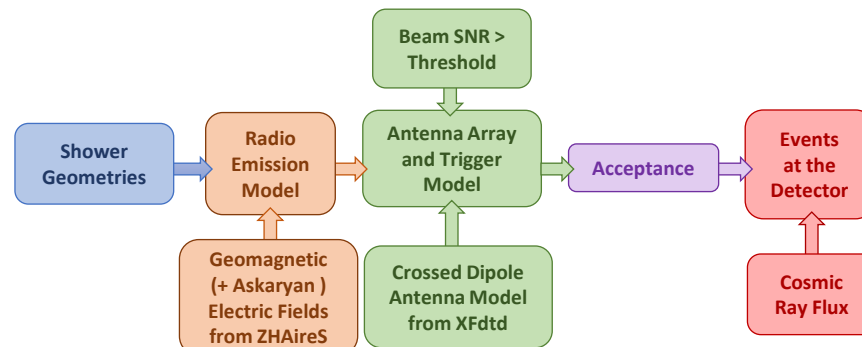 Beam SNR >
Threshold
Shower
Geometries
Radio
Emission
Model
Antenna Array
and Trigger
Model
Acceptance
Events
at the
Detector
Geomagnetic
(+ Askaryan )
Electric Fields
from ZHAireS
Crossed Dipole
Antenna Model
from XFdtd
Cosmic
Ray Flux